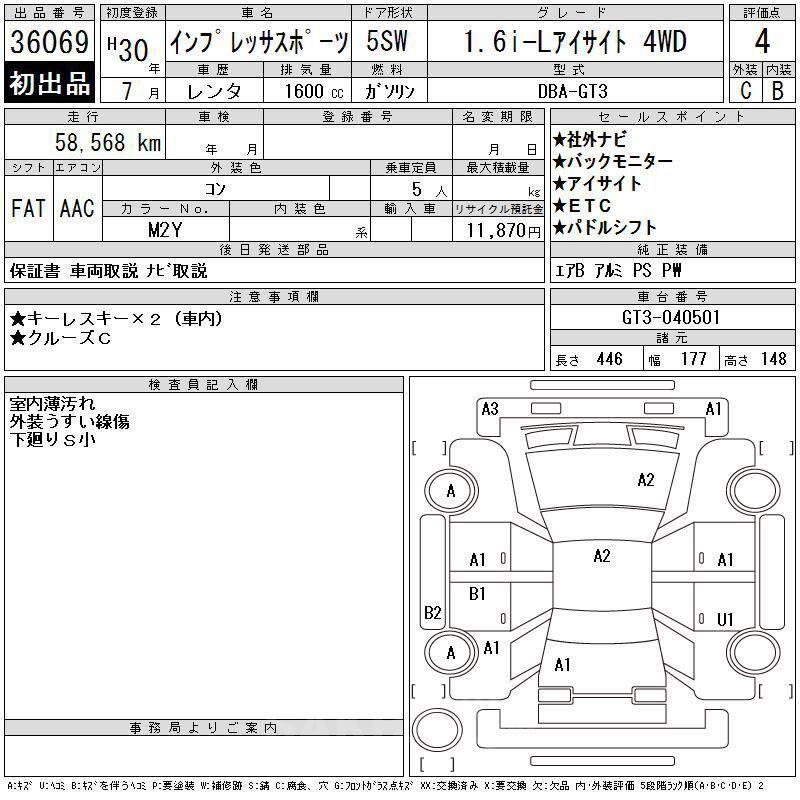 出品番号
36069
初出品
初度登録
H30年
7月
車名
ｲﾝﾌﾟﾚｯｻｽﾎﾟｰﾂ
ドア形状
5SW
グレード
1.6i-Lｱｲｻｲﾄ 4WD
評価点
4
車歴
レンタ
排気量
1600 cc
燃料
ｶﾞｿﾘﾝ
型式
DBA-GT3
外装 内装
C B
走行
58,568 km
車検
年 月
登録番号
名変期限
月 日
シフト
FAT
エアコン
AAC
外装色
コン
乗車定員
5 人
最大積載量
kg
カラーNo.
M2Y
内装色
系
輸入車
リサイクル預託金
11,870円
後日発送部品
保証書 車両取説 ﾅﾋﾞ取説
セールスポイント
★社外ナビ
★バックモニター
★アイサイト
★ETC
★パドルシフト
純正装備
ｴｱB ｱﾙﾐ PS PW
注意事項欄
★キーレスキー×2 (車内)
★クルーズC
車台番号
GT3-040501
諸元
長さ 446 幅 177 高さ 148
検査員記入欄
室内薄汚れ
外装うすい線傷
下廻りS小
事務局よりご案内
A3 A1
A2
A
A1 A2
B1
B2 U1
A A1
A1
A:ｷｽﾞ U:ﾍｺﾐ B:ｷｽﾞを伴うﾍｺﾐ P:要塗装 W:補修跡 S:錆 C:腐食、穴 G:ﾌﾛﾝﾄｶﾞﾗｽ点ｷｽﾞ XX:交換済み X:要交換 欠:欠品 内･外装評価 5段階ﾗﾝｸ順(A･B･C･D･E) 2